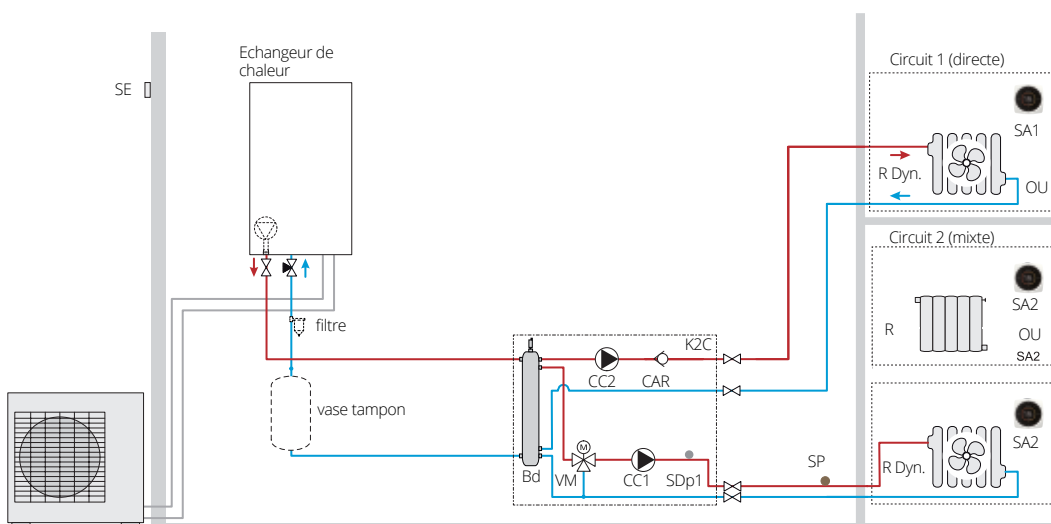 Echangeur de
chaleur
SE
filtre
vase tampon
K2C
CC2
CAR
Bd
VM
M
CC1
SDp1
SP
Circuit 1 (directe)
SA1
R Dyn.
OU
Circuit 2 (mixte)
SA2
R
OU
SA2
SA2
R Dyn.